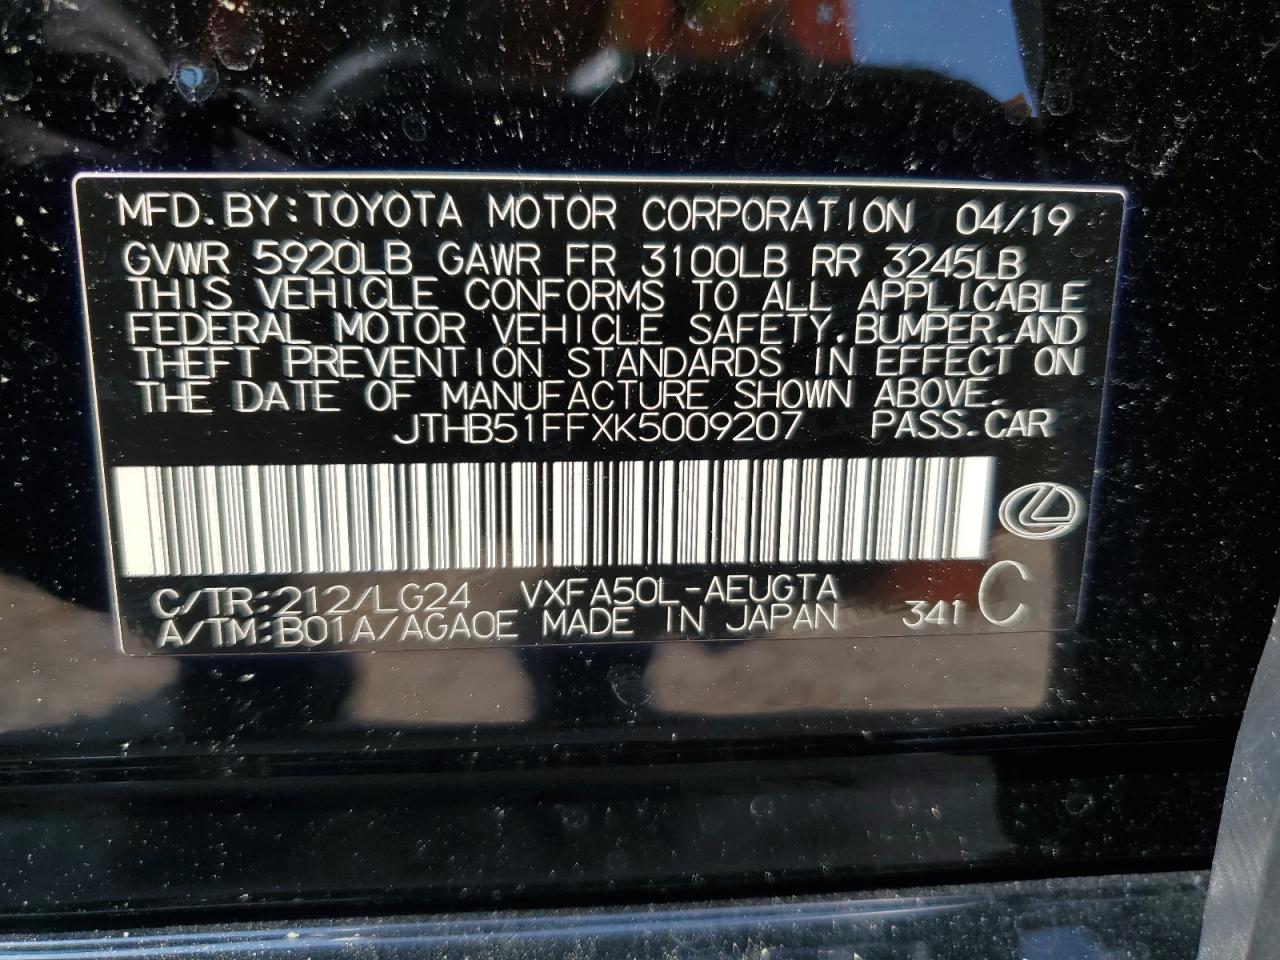 MFD.BY:TOYOTA MOTOR CORPORATION 04/19
GVWR 5920LB GAWR FR 3100LB RR 3245LB
THIS VEHICLE CONFORMS TO ALL APPLICABLE
FEDERAL MOTOR VEHICLE SAFETY,BUMPER,AND
THEFT PREVENTION STANDARDS IN EFFECT ON
THE DATE OF MANUFACTURE SHOWN ABOVE.
JTHB51FFXK5009207 PASS.CAR
C/TR:212/LG24 VXFA50L-AEUGTA
A/TM:B01A/AGA0E MADE IN JAPAN 341 C